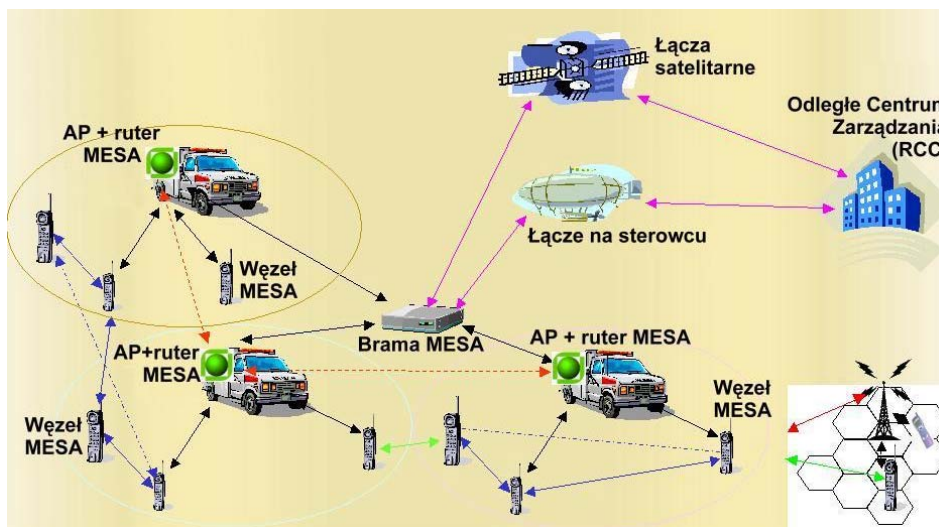 Łącza
satelitarne
Odległe Centrum
Zarządzania
(RCC
AP + ruter
MESA
Łącze na sterowcu
Węzeł
MESA
Brama MESA
AP + ruter MESA
AP+ruter
MESA
Węzeł
MESA
Węzeł
MESA